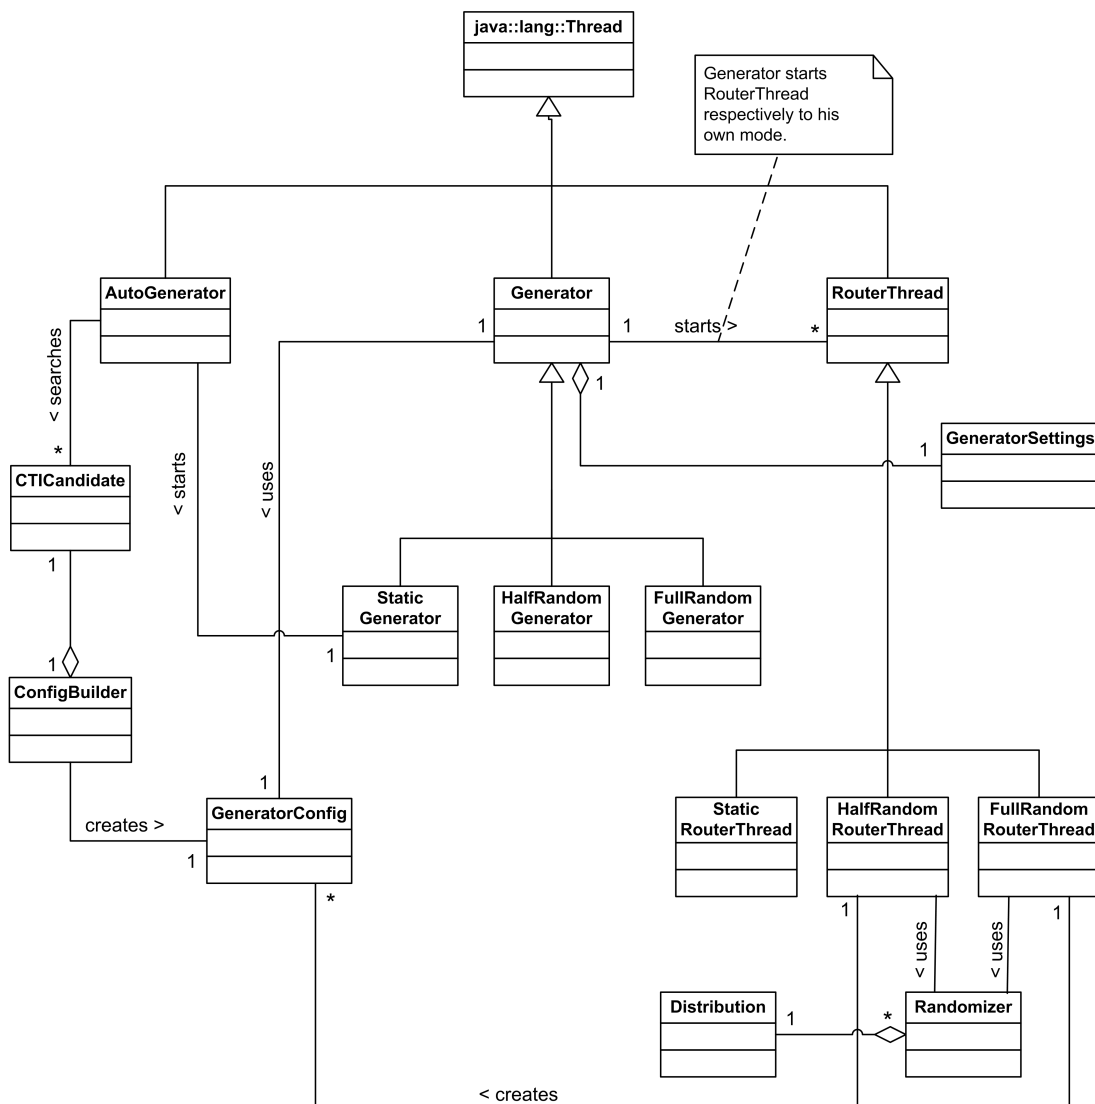 java::lang::Thread
Generator starts
RouterThread
respectively to his
own mode.
AutoGenerator
Generator
RouterThread
1
1
starts >
*
< searches
1
*
1
GeneratorSettings
CTICandidate
< starts
< uses
1
Static
Generator
HalfRandom
Generator
FullRandom
Generator
1
1
ConfigBuilder
1
GeneratorConfig
creates >
1
*
Static
RouterThread
HalfRandom
RouterThread
FullRandom
RouterThread
1
1
< uses
< uses
Distribution
1
*
Randomizer
< creates